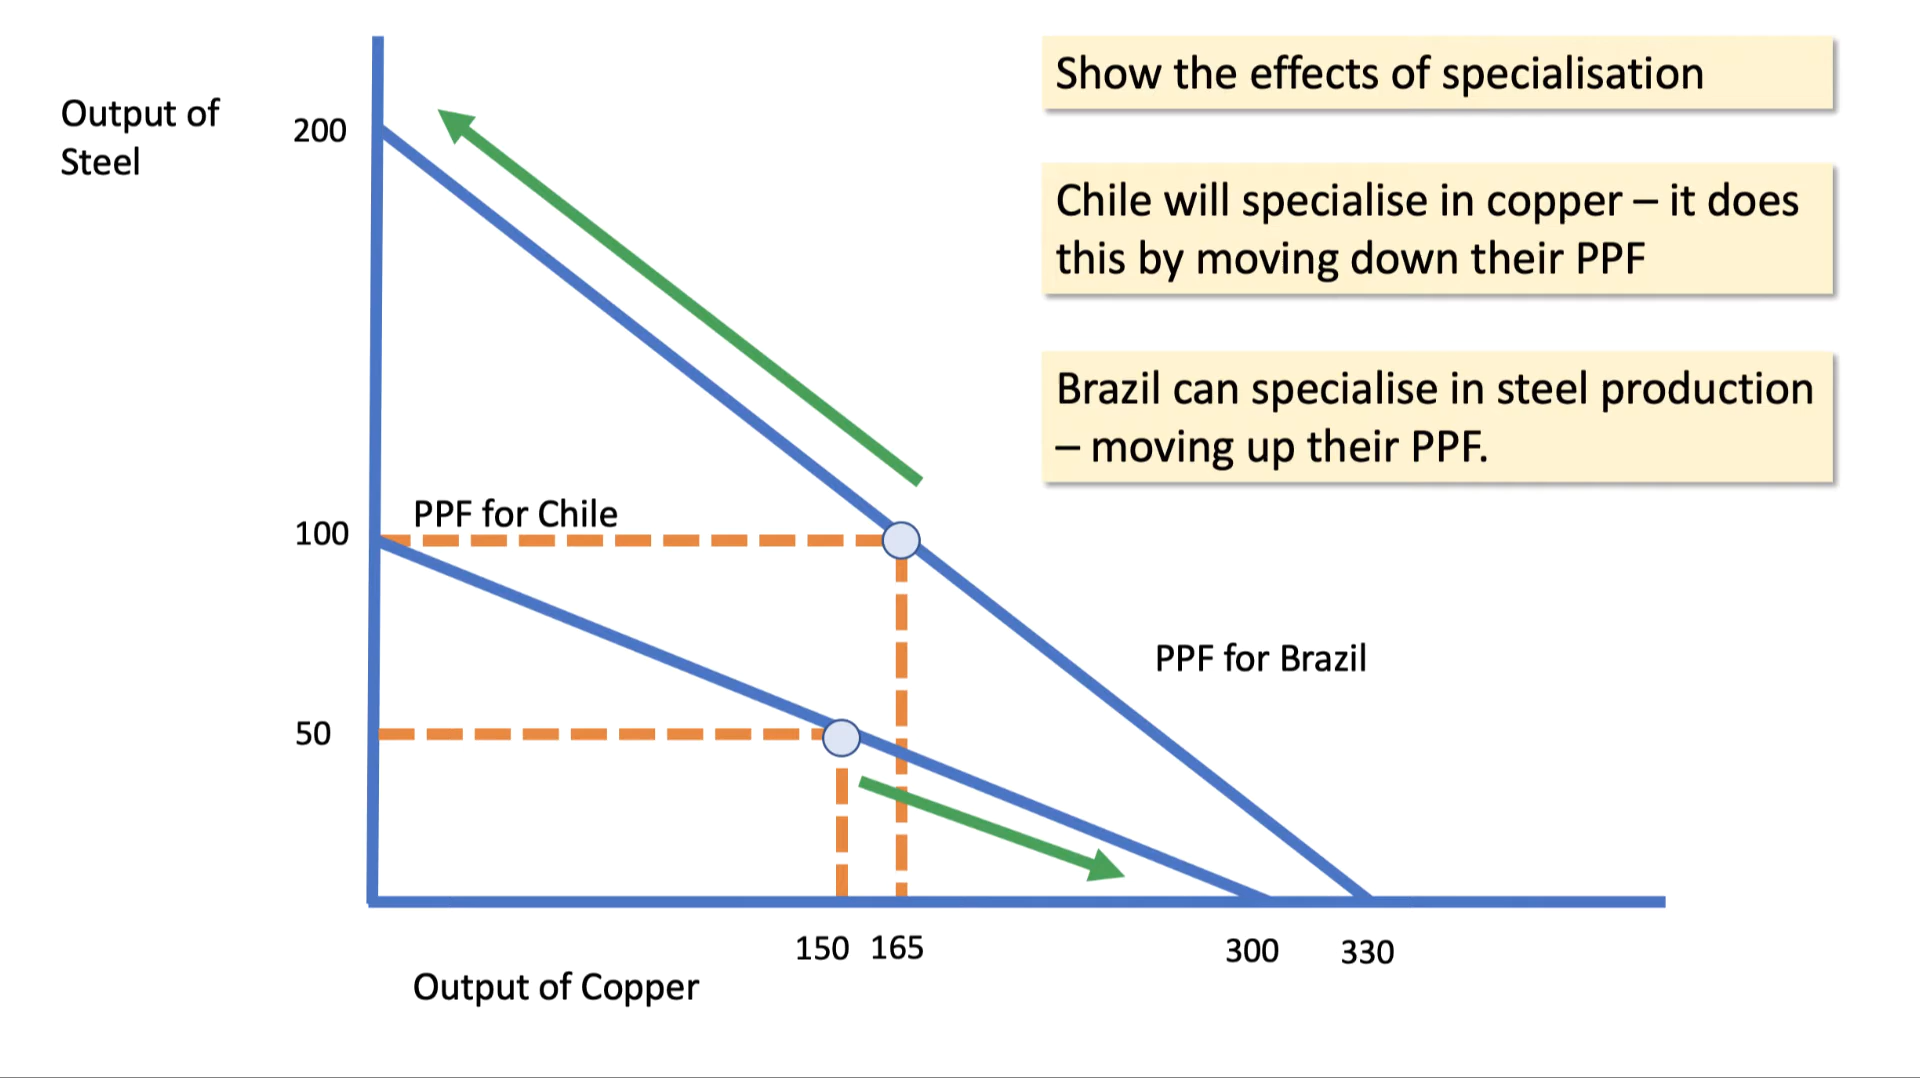 Output of
Steel
200
100
50
PPF for Chile
PPF for Brazil
150
165
300
330
Output of Copper
Show the effects of specialisation
Chile will specialise in copper – it does
this by moving down their PPF
Brazil can specialise in steel production
– moving up their PPF.